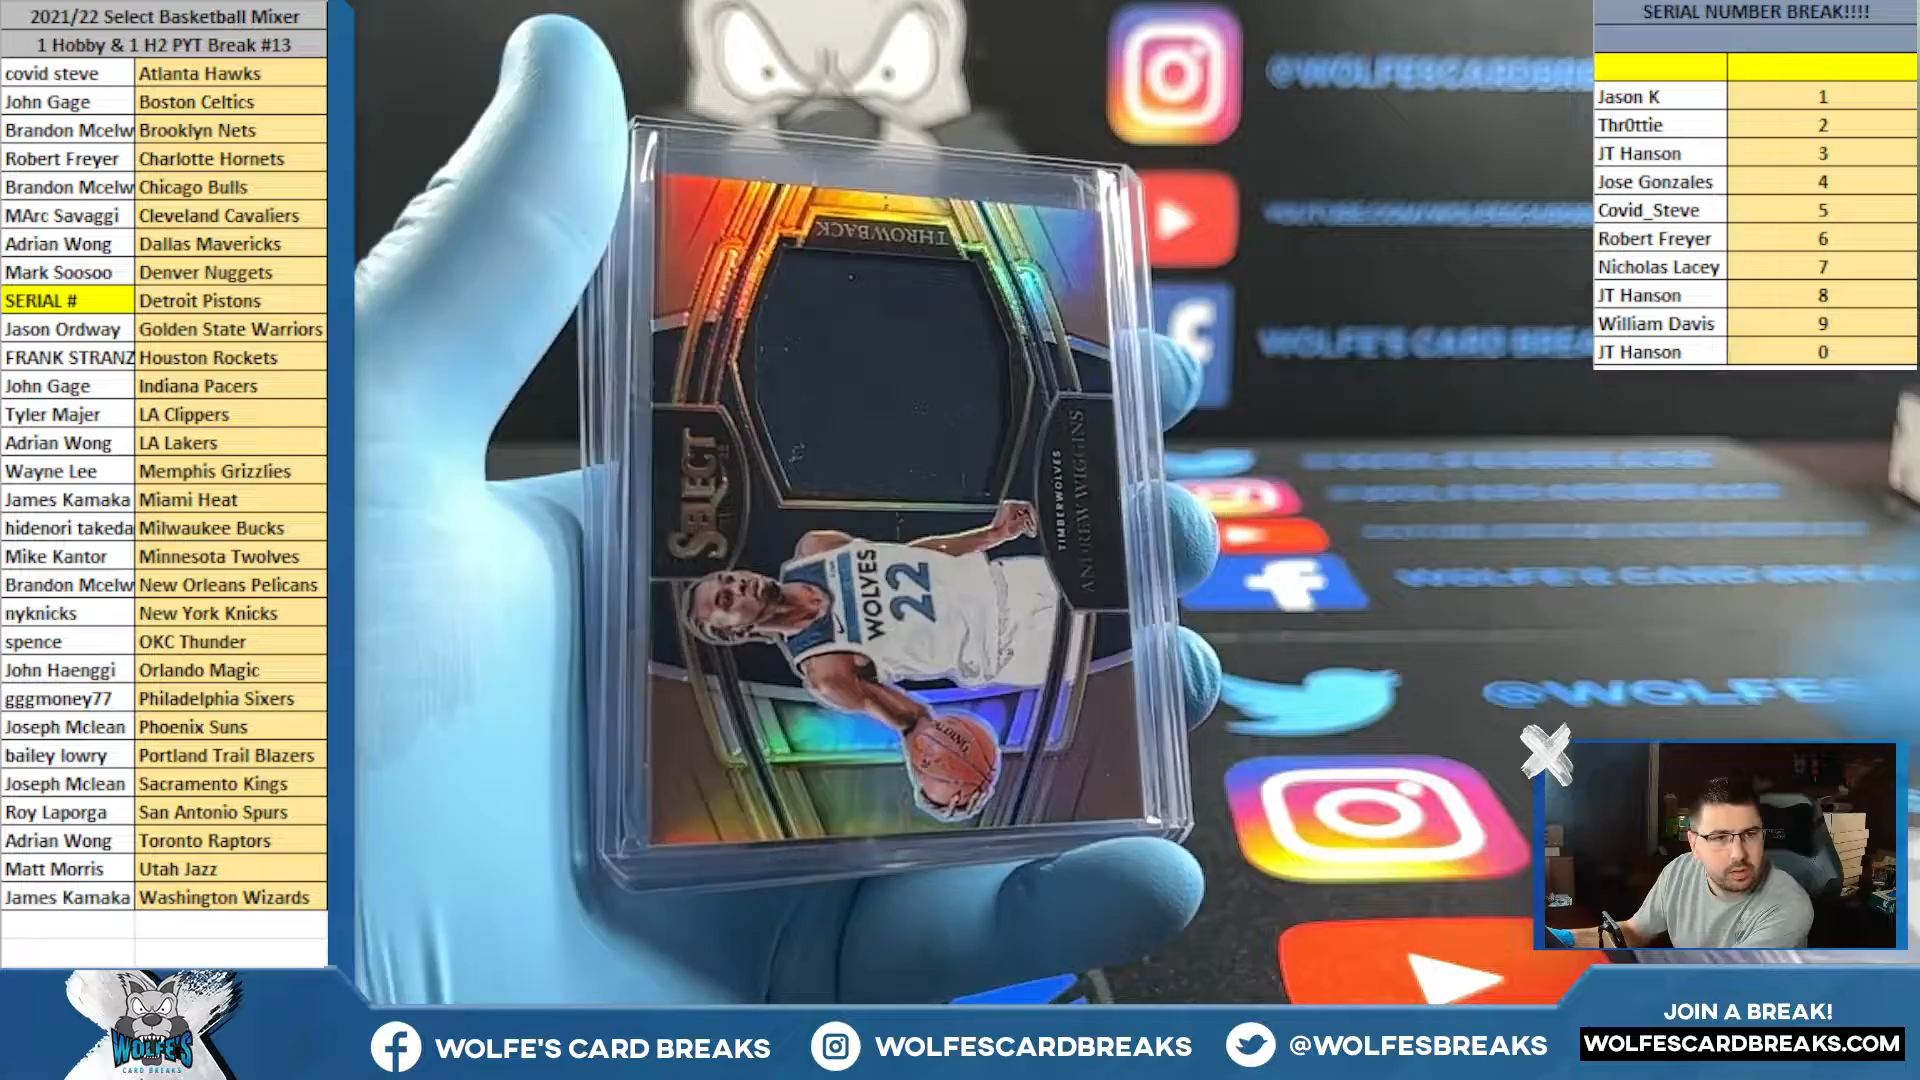 2021/22 Select Basketball Mixer
1 Hobby & 1 H2 PYT Break #13
covid steve Atlanta Hawks
John Gage Boston Celtics
Brandon Mcelw Brooklyn Nets
Robert Freyer Charlotte Hornets
Brandon Mcelw Chicago Bulls
MArc Savaggi Cleveland Cavaliers
Adrian Wong Dallas Mavericks
Mark Soosoo Denver Nuggets
SERIAL # Detroit Pistons
Jason Ordway Golden State Warriors
FRANK STRANZ Houston Rockets
John Gage Indiana Pacers
Tyler Majer LA Clippers
Adrian Wong LA Lakers
Wayne Lee Memphis Grizzlies
James Kamaka Miami Heat
hidenori takeda Milwaukee Bucks
Mike Kantor Minnesota Twolves
Brandon Mcelw New Orleans Pelicans
nyknicks New York Knicks
spence OKC Thunder
John Haenggi Orlando Magic
gggmoney77 Philadelphia Sixers
Joseph Mclean Phoenix Suns
bailey lowry Portland Trail Blazers
Joseph Mclean Sacramento Kings
Roy Laporga San Antonio Spurs
Adrian Wong Toronto Raptors
Matt Morris Utah Jazz
James Kamaka Washington Wizards
SERIAL NUMBER BREAK!!!!
Jason K 1
Thr0ttie 2
JT Hanson 3
Jose Gonzales 4
Covid_Steve 5
Robert Freyer 6
Nicholas Lacey 7
JT Hanson 8
William Davis 9
JT Hanson 0
@WOLFESCARDBRE
WOLFE'S CARD BREA
@WOLFES
THROWBACK
SELECT
TIMBERWOLVES
ANDREW WIGGINS
WOLVES
22
SPALDING
WOLFE'S
CARD BREAKS
WOLFE'S CARD BREAKS
WOLFESCARDBREAKS
@WOLFESBREAKS
JOIN A BREAK!
WOLFESCARDBREAKS.COM